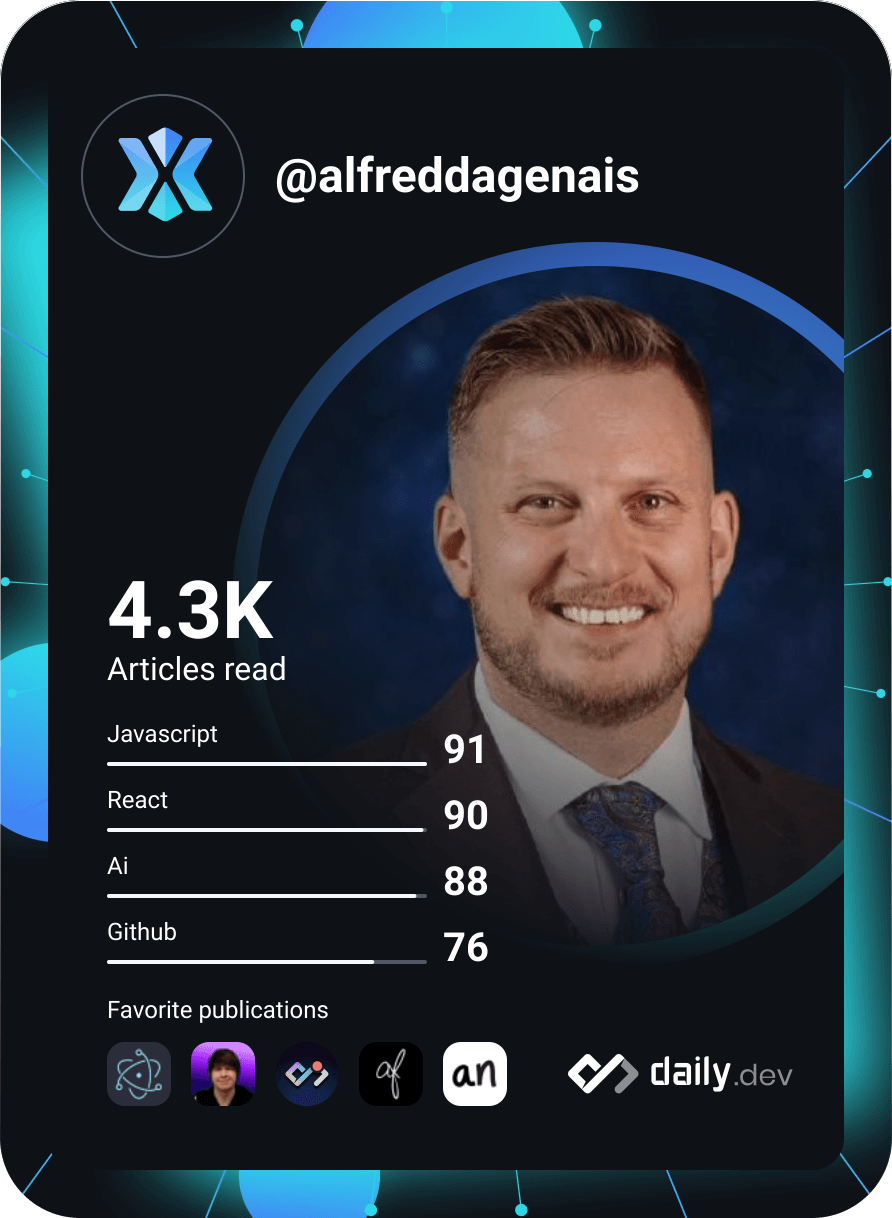 @alfreddagenais
4.3K
Articles read
Javascript
91
React
90
Ai
88
Github
76
Favorite publications
af
an
daily.dev